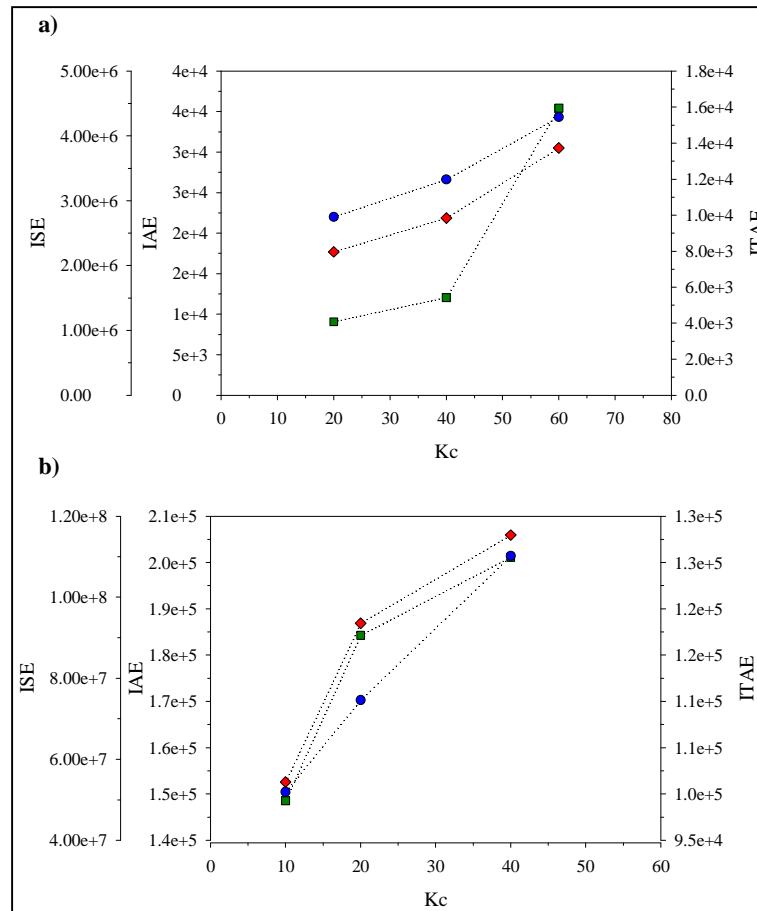 a)
5.00e+6
4.00e+6
3.00e+6
2.00e+6
1.00e+6
0.00
ISE
4e+4
4e+4
3e+4
3e+4
2e+4
2e+4
1e+4
5e+3
0
IAE
1.8e+4
1.6e+4
1.4e+4
1.2e+4
1.0e+4
8.0e+3
6.0e+3
4.0e+3
2.0e+3
0.0
ITAE
0 10 20 30 40 50 60 70 80
Kc
b)
1.20e+8
1.00e+8
8.00e+7
6.00e+7
4.00e+7
ISE
2.1e+5
2.0e+5
1.9e+5
1.8e+5
1.7e+5
1.6e+5
1.5e+5
1.4e+5
IAE
1.3e+5
1.3e+5
1.2e+5
1.2e+5
1.1e+5
1.1e+5
1.0e+5
9.5e+4
ITAE
0 10 20 30 40 50 60
Kc